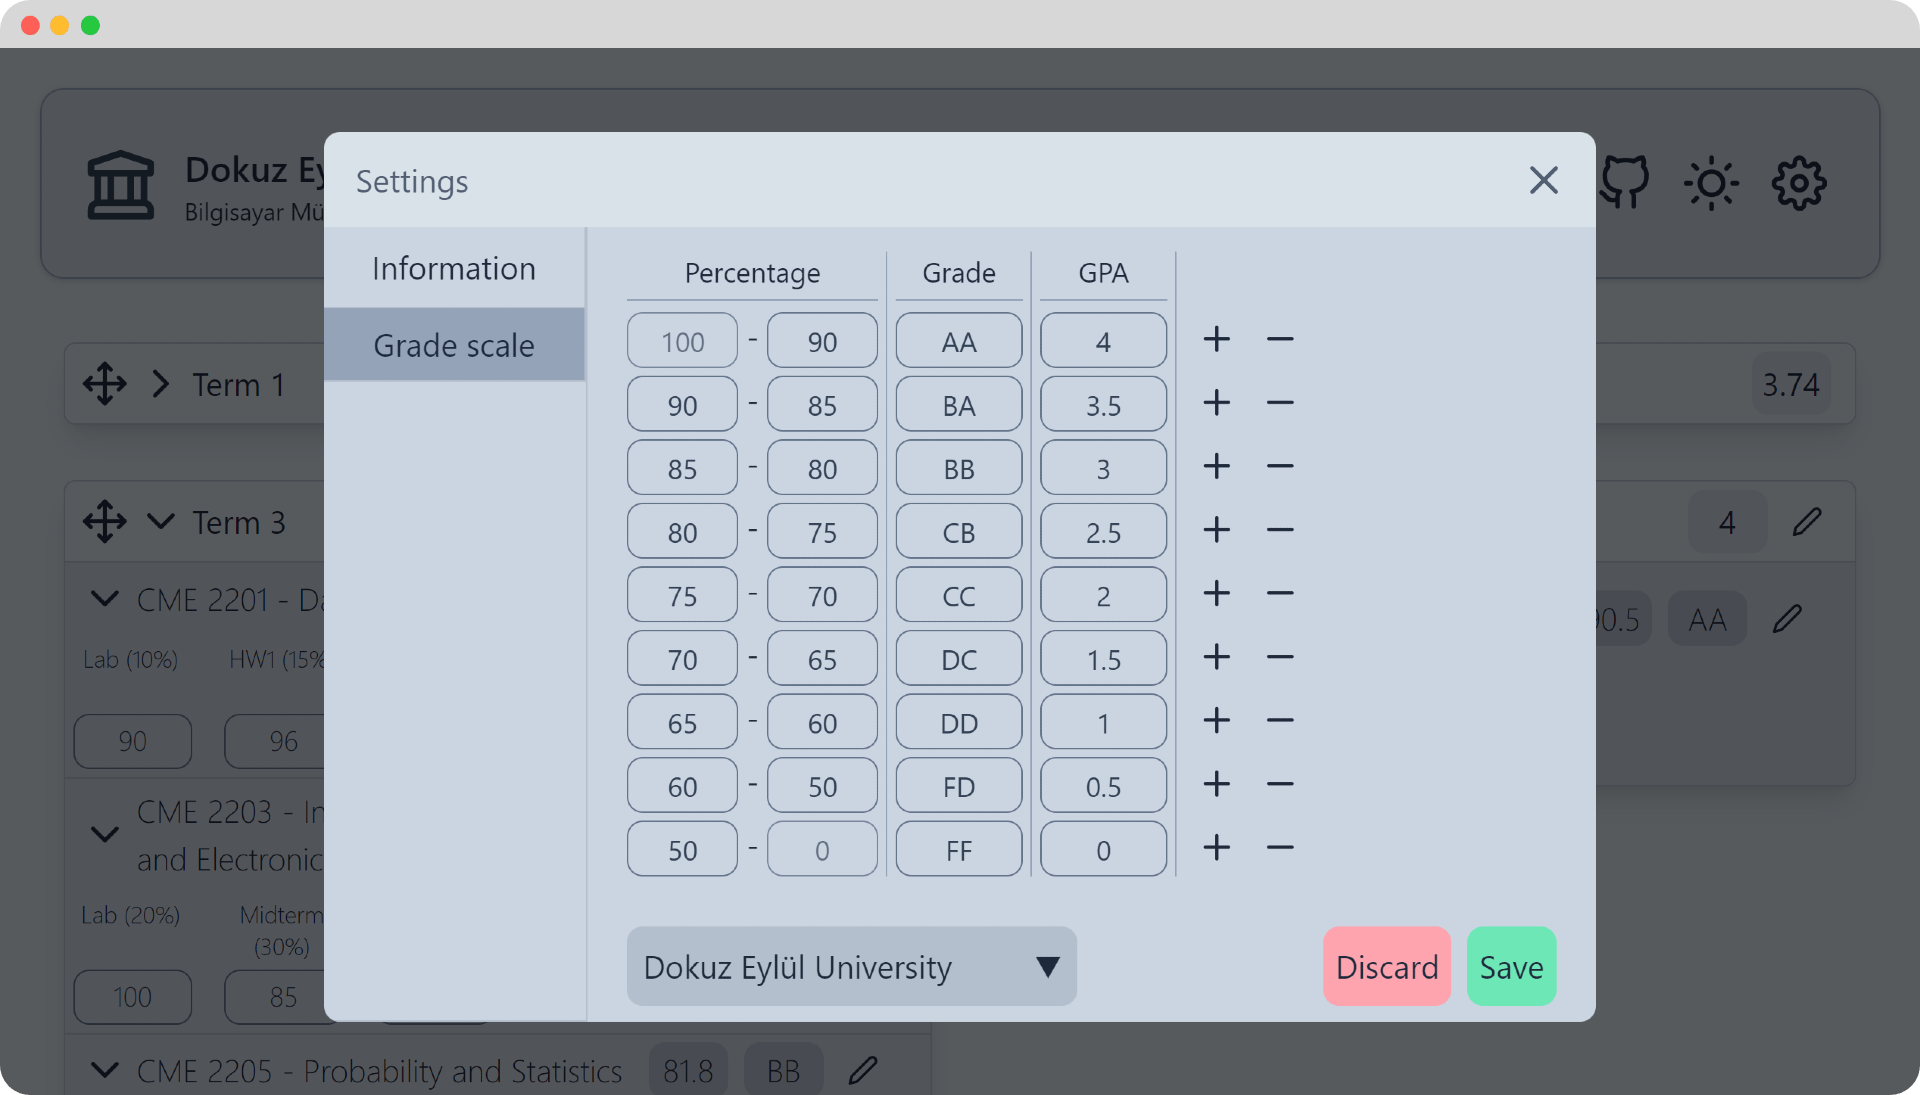 Dokuz Ey
Bilgisayar Mü
Settings
Information
Grade scale
Percentage Grade GPA
100 - 90 AA 4
90 - 85 BA 3.5
85 - 80 BB 3
80 - 75 CB 2.5
75 - 70 CC 2
70 - 65 DC 1.5
65 - 60 DD 1
60 - 50 FD 0.5
50 - 0 FF 0
Dokuz Eylül University
Discard
Save
Term 1
3.74
Term 3
CME 2201 - Da
Lab (10%) HW1 (15%
90 96
CME 2203 - In
and Electronic
Lab (20%) Midterm
(30%)
100 85
CME 2205 - Probability and Statistics 81.8 BB
4
90.5 AA